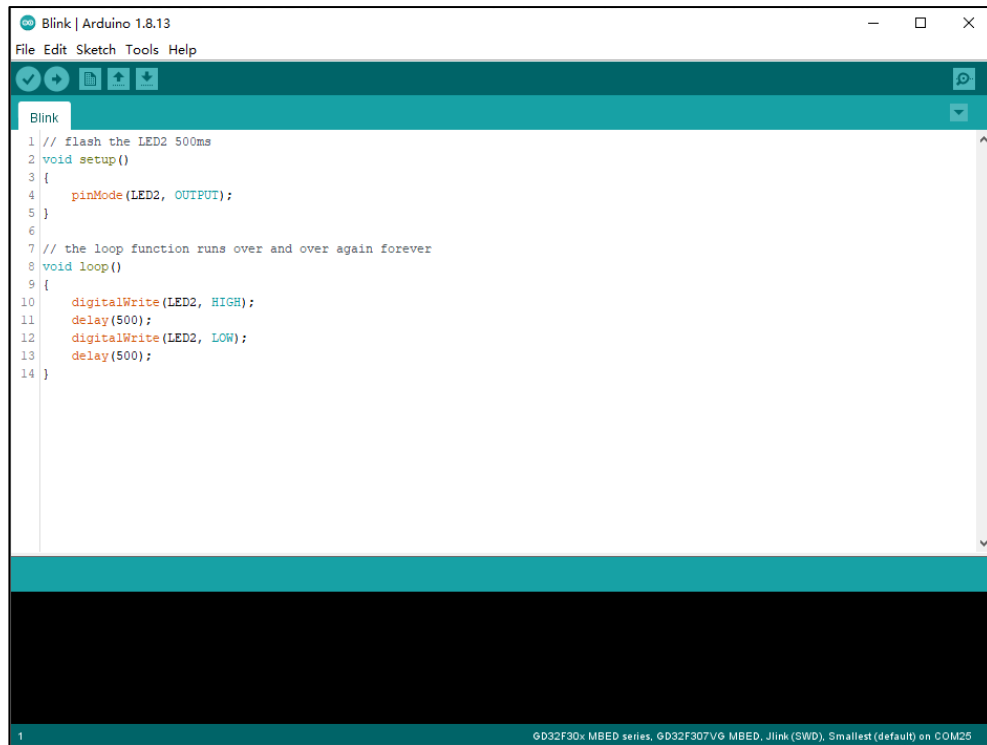 Blink | Arduino 1.8.13
File Edit Sketch Tools Help
Blink
1 // flash the LED2 500ms
2 void setup()
3 {
4     pinMode(LED2, OUTPUT);
5 }
6
7 // the loop function runs over and over again forever
8 void loop()
9 {
10     digitalWrite(LED2, HIGH);
11     delay(500);
12     digitalWrite(LED2, LOW);
13     delay(500);
14 }
1 GD32F30x MBED series, GD32F307VG MBED, Jlink (SWD), Smallest (default) on COM25